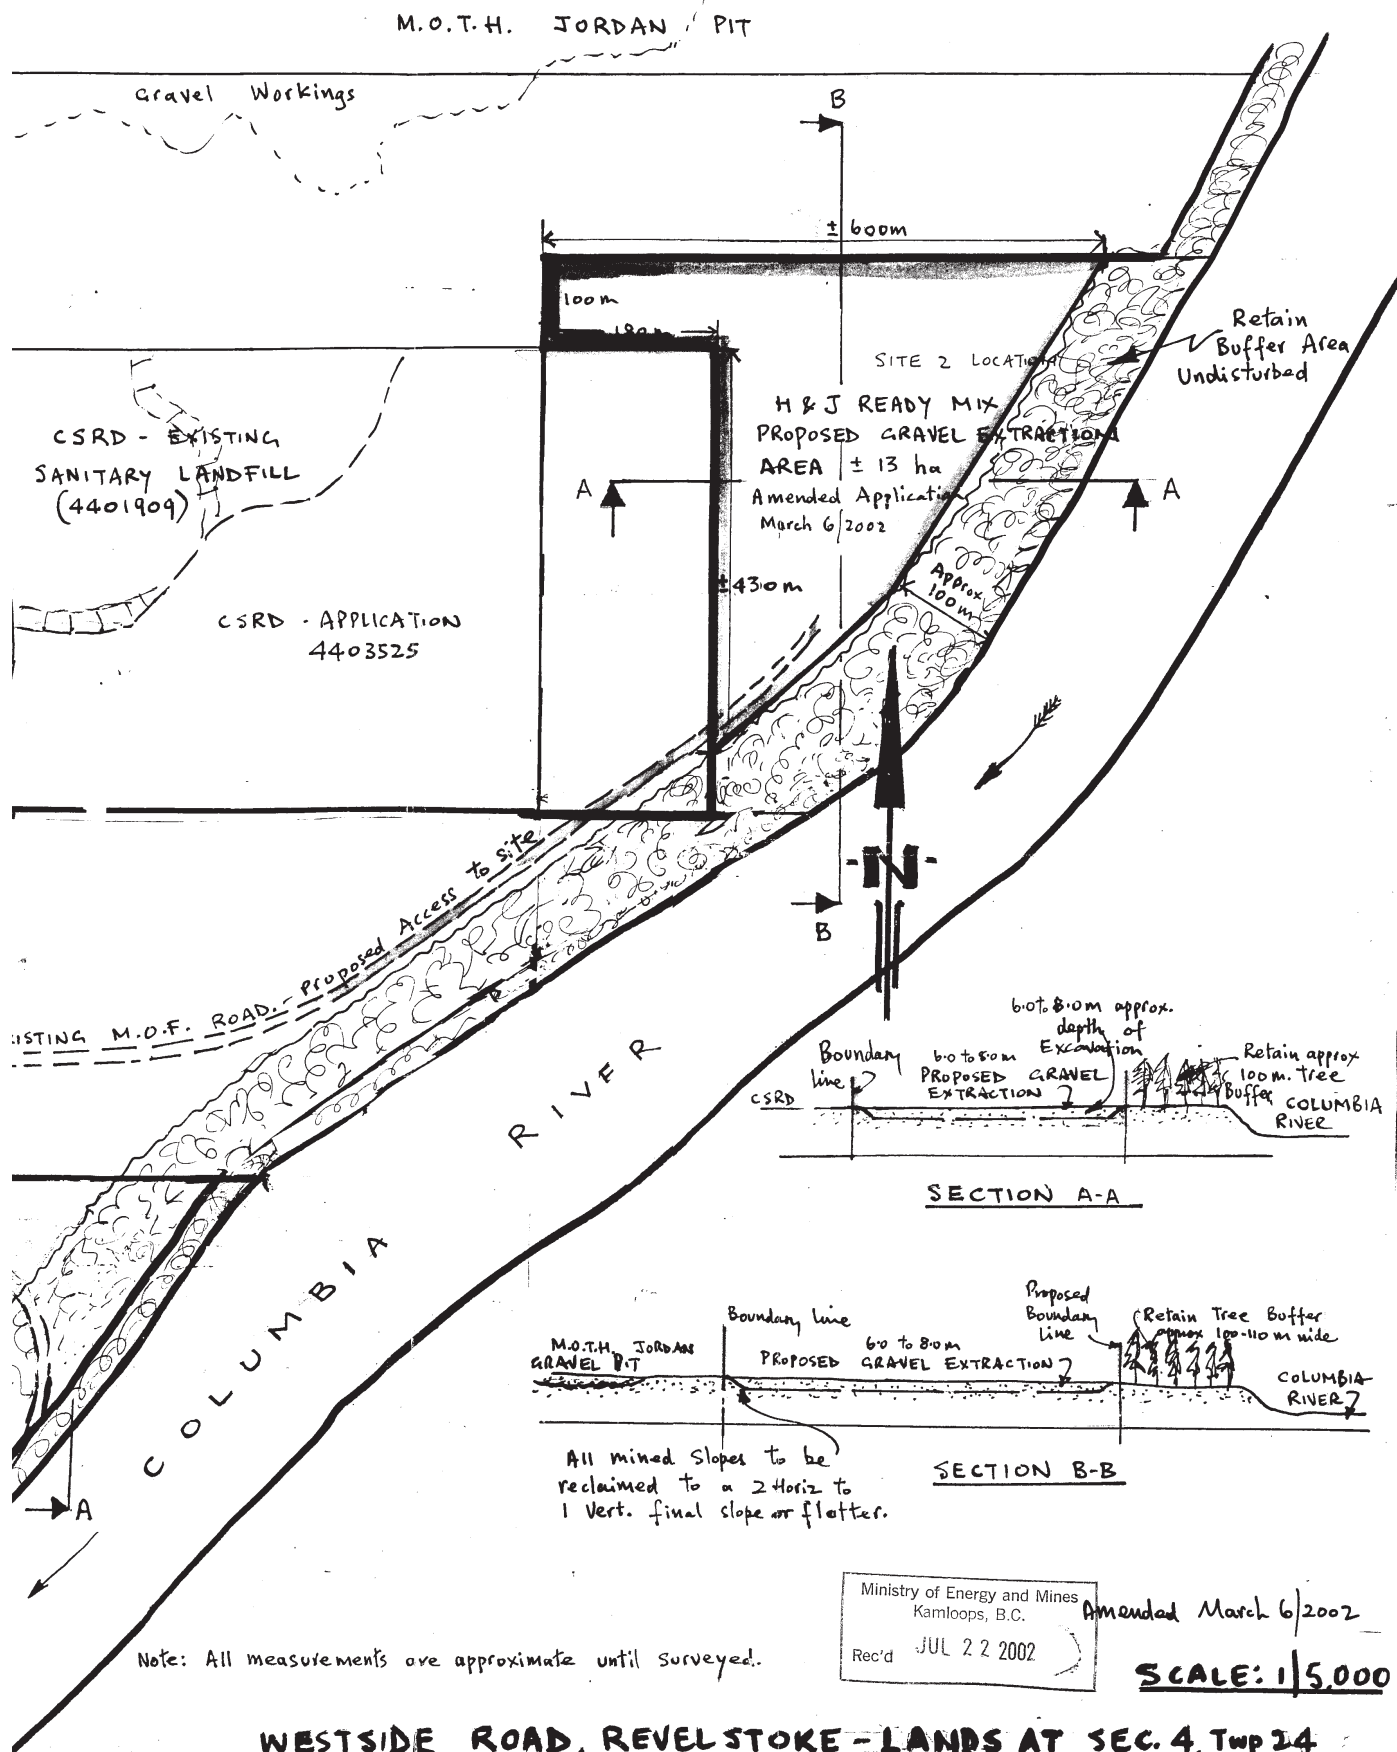 M.O.T.H. JORDAN PIT
Gravel Workings
B
± 600m
100m
180m
Retain
Buffer Area
Undisturbed
SITE 2 LOCATION
H & J READY MIX
PROPOSED GRAVEL EXTRACTION
AREA ± 13 ha
Amended Application
March 6/2002
A
A
CSRD - EXISTING
SANITARY LANDFILL
(4401909)
±430m
Approx.
100m
CSRD - APPLICATION
4403525
-N-
B
ISTING M.O.F. ROAD. - Proposed Access to site
COLUMBIA RIVER
6.0 to 8.0m approx.
depth of
Excavation
Boundary
line
6.0 to 8.0m
PROPOSED GRAVEL
EXTRACTION
Retain approx
100m. tree
Buffer
CSRD
COLUMBIA
RIVER
SECTION A-A
Proposed
Boundary
Line
Boundary line
Retain Tree Buffer
approx 100-110 m wide
M.O.T.H. JORDAN
GRAVEL PIT
6.0 to 8.0m
PROPOSED GRAVEL EXTRACTION
COLUMBIA
RIVER
All mined slopes to be
reclaimed to a 2 Horiz to
1 Vert. final slope or flatter.
SECTION B-B
A
Ministry of Energy and Mines
Kamloops, B.C.
Rec'd JUL 22 2002
Amended March 6/2002
Note: All measurements are approximate until surveyed.
SCALE: 1/5,000
WESTSIDE ROAD, REVELSTOKE - LANDS AT SEC. 4, Twp 24